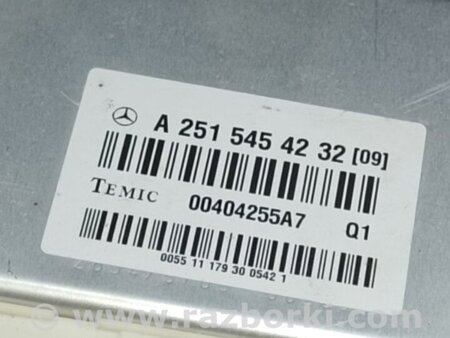 A 251 545 42 32 [09]
TEMIC 00404255A7 Q1
0055 11 179 30 0542 1
© www.razborki.com